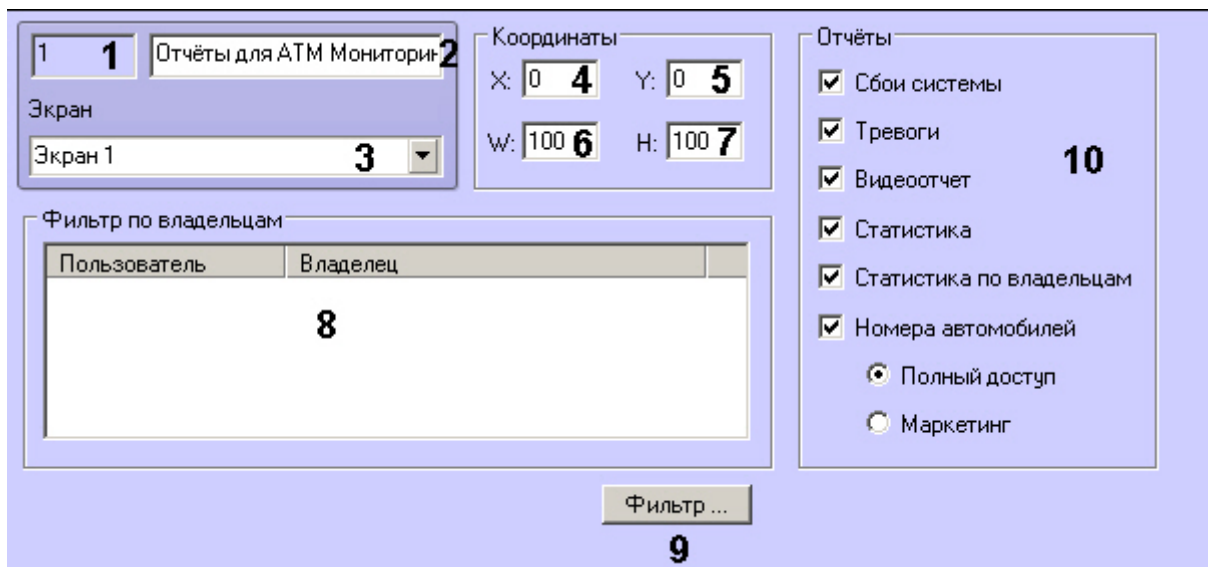 1 1 Отчёты для АТМ Монитори 2
Экран
Экран 1 3
Координаты
X: 0 4 Y: 0 5
W: 100 6 H: 100 7
Фильтр по владельцам
Пользователь Владелец
8
Фильтр ...
9
Отчёты
Сбои системы
Тревоги
10
Видеоотчет
Статистика
Статистика по владельцам
Номера автомобилей
Полный доступ
Маркетинг